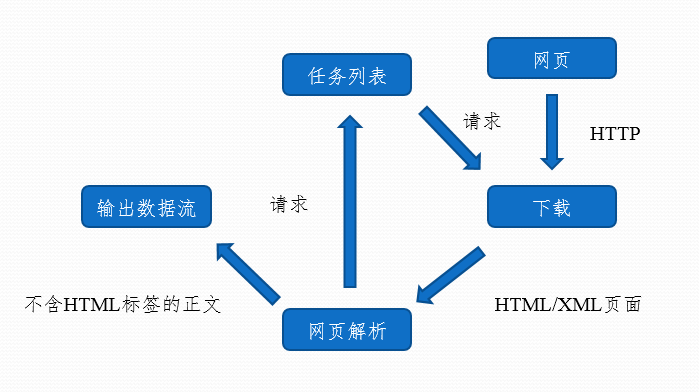 网页
任务列表
请求
HTTP
请求
输出数据流
下载
不含HTML标签的正文
HTML/XML页面
网页解析